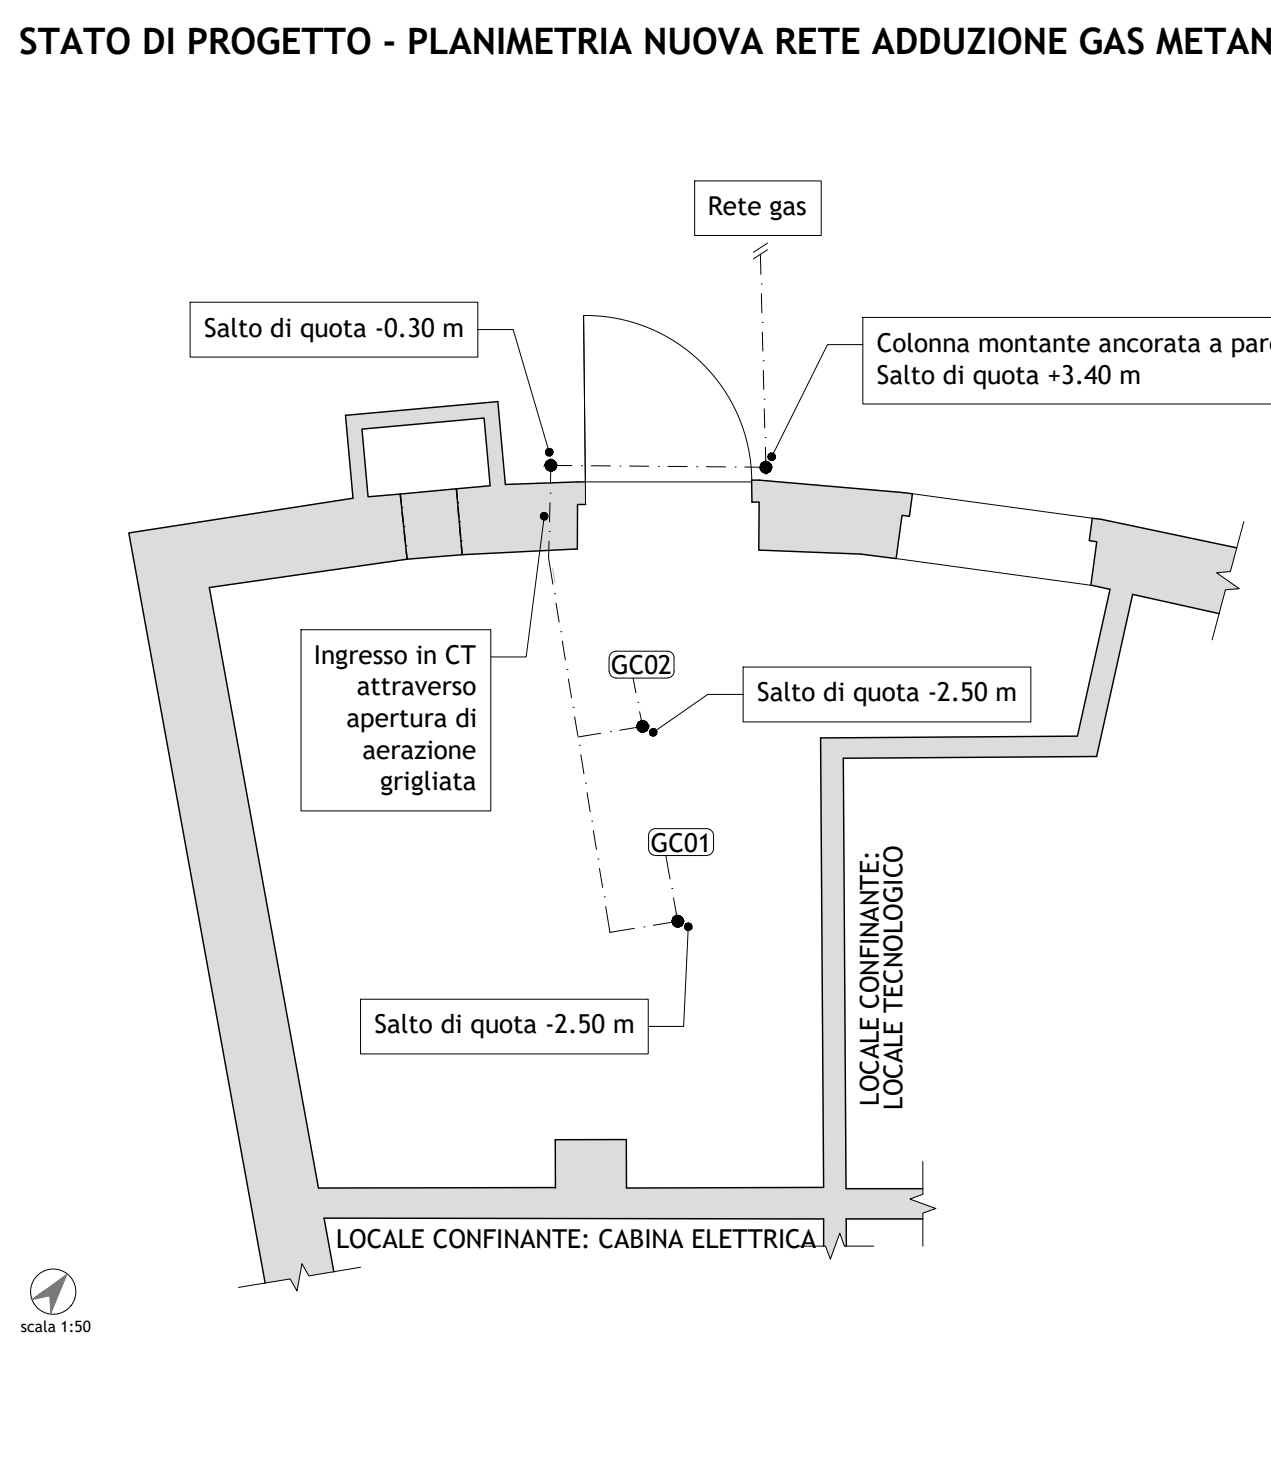 STATO DI PROGETTO - PLANIMETRIA NUOVA RETE ADDUZIONE GAS METAN
Rete gas
Salto di quota -0.30 m
Colonna montante ancorata a par
Salto di quota +3.40 m
Ingresso in CT
attraverso
apertura di
aerazione
grigliata
GC02
Salto di quota -2.50 m
GC01
Salto di quota -2.50 m
LOCALE CONFINANTE:
LOCALE TECNOLOGICO
LOCALE CONFINANTE: CABINA ELETTRICA
scala 1:50